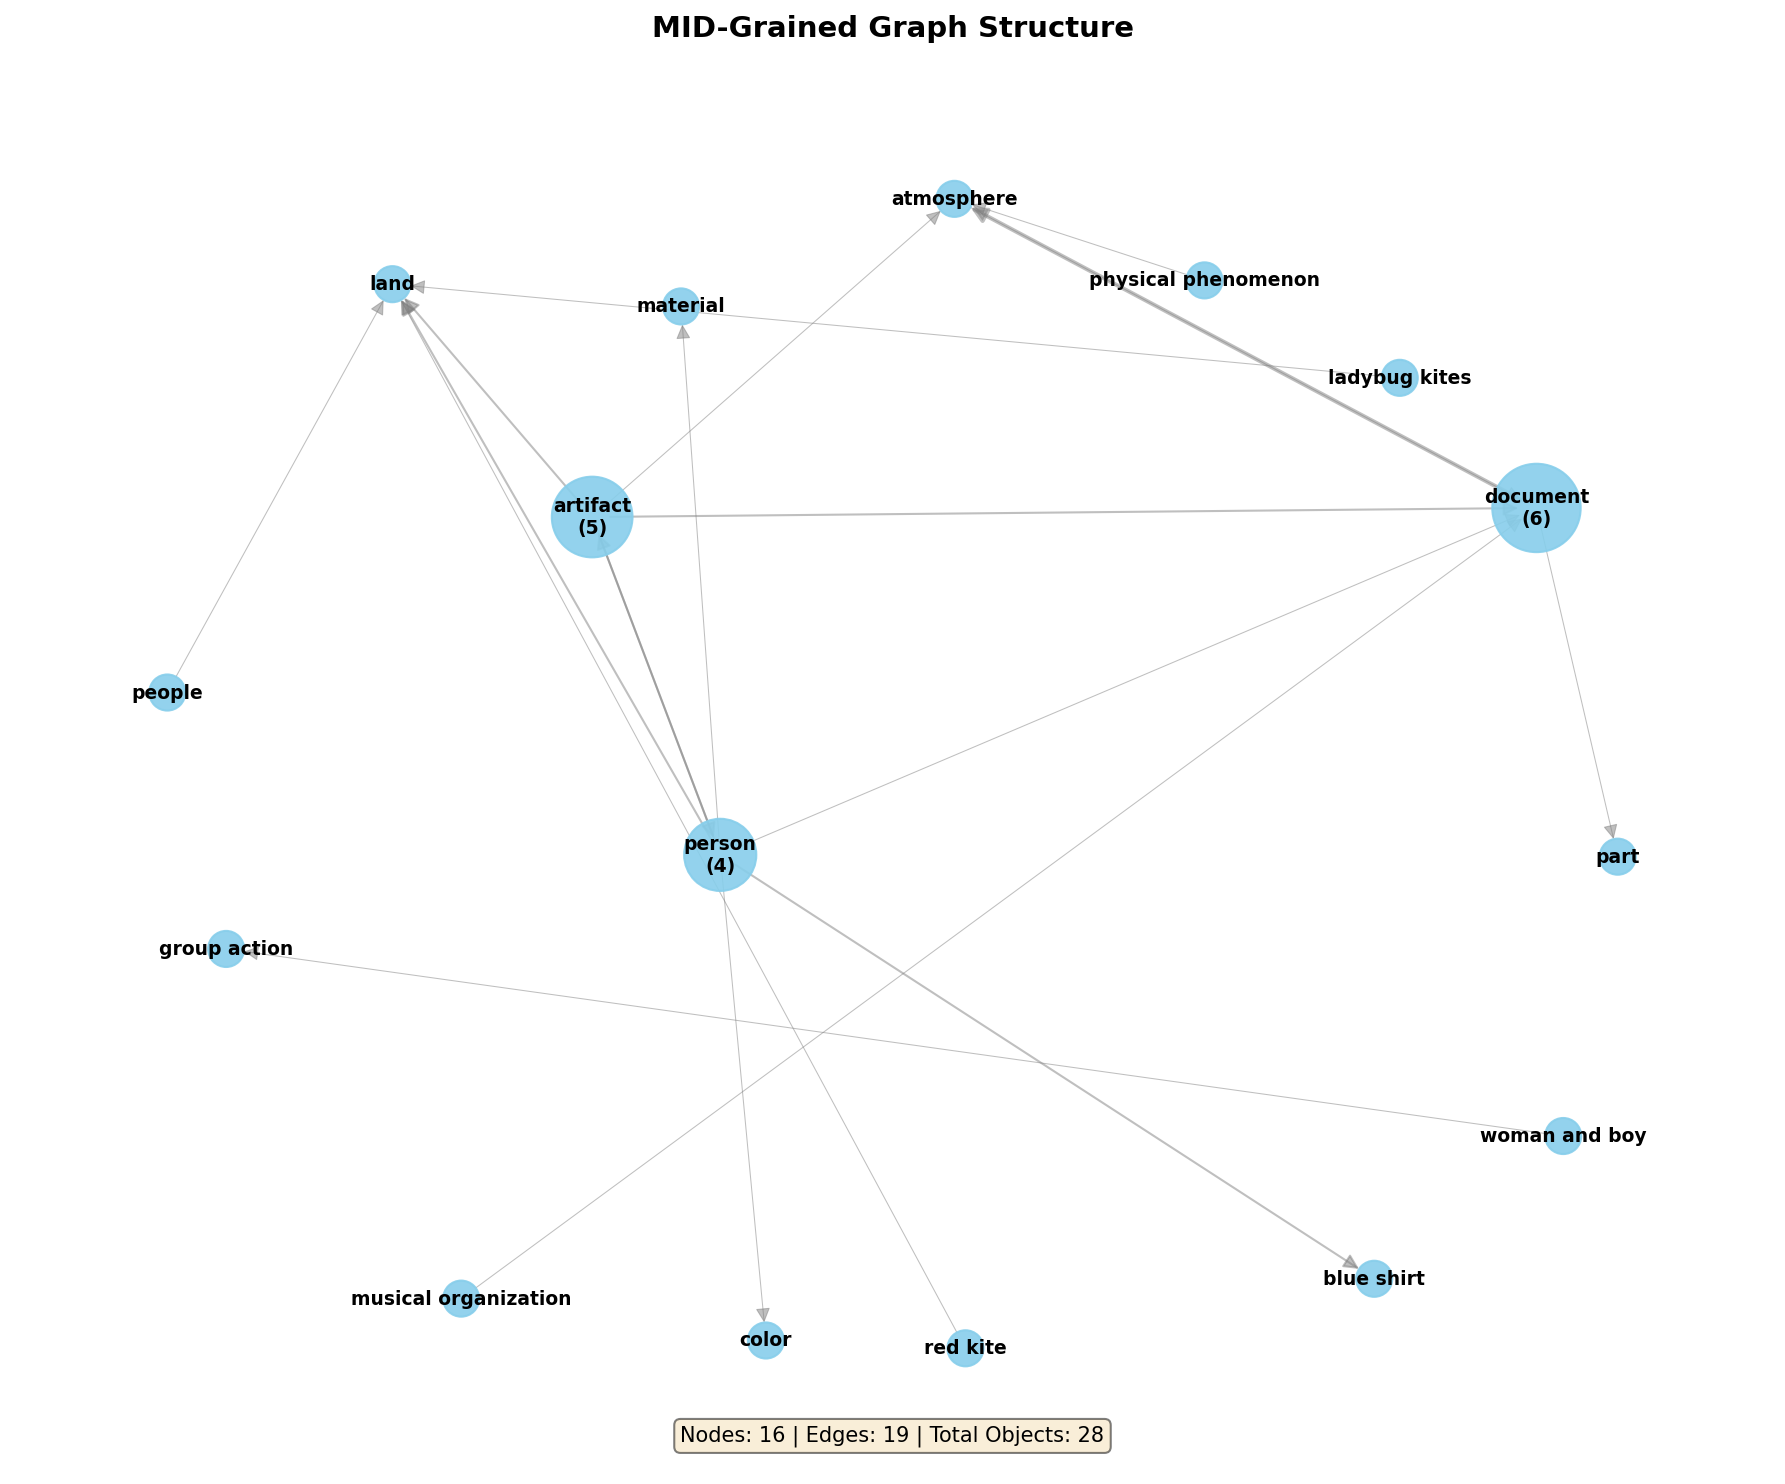 MID-Grained Graph Structure
atmosphere
physical phenomenon
land
material
ladybug kites
artifact
(5)
document
(6)
people
person
(4)
part
group action
woman and boy
blue shirt
musical organization
color
red kite
Nodes: 16 | Edges: 19 | Total Objects: 28